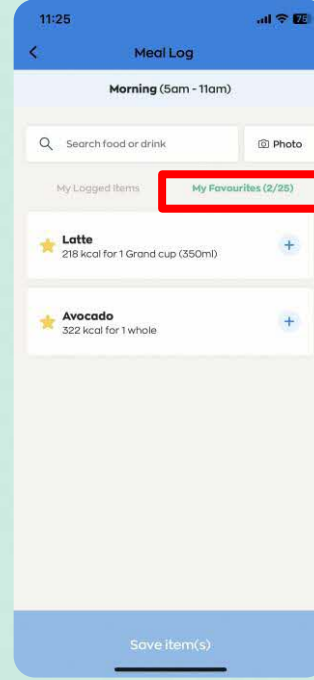 11:25
75
Meal Log
Morning (5am - 11am)
Search food or drink
Photo
My Logged Items
My Favourites (2/25)
Latte
218 kcal for 1 Grand cup (350ml)
Avocado
322 kcal for 1 whole
Save item(s)